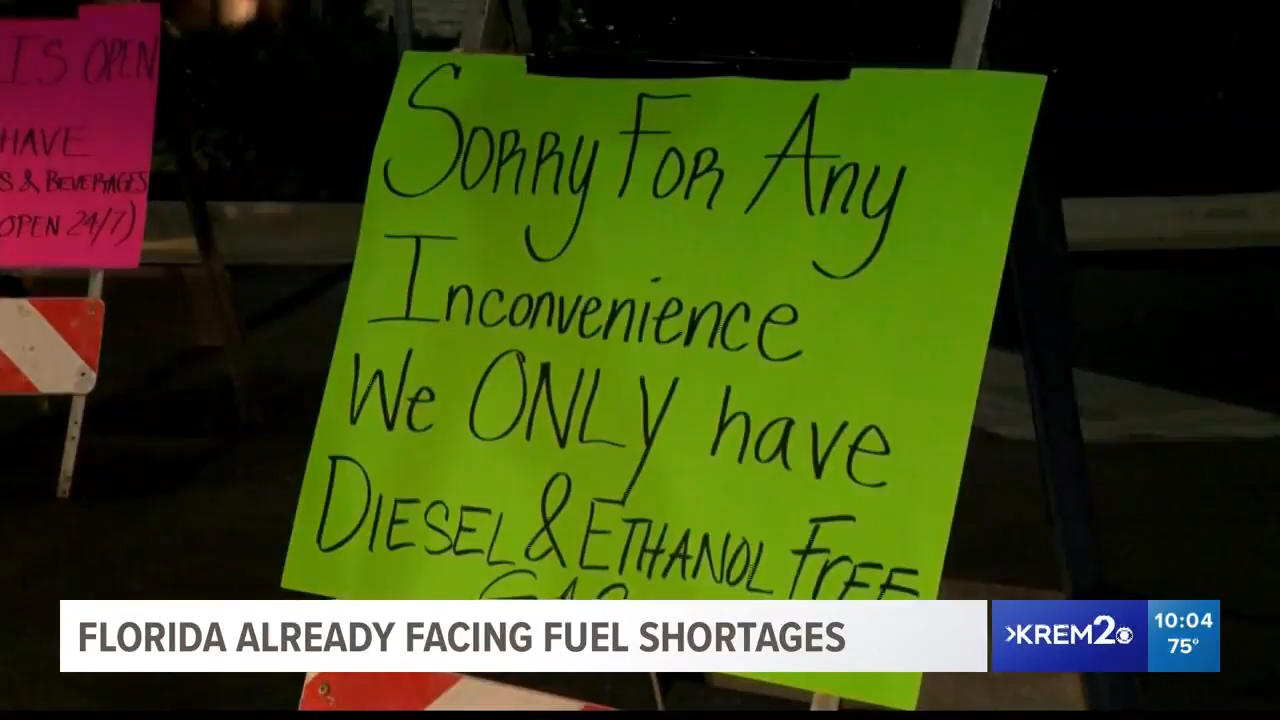 IS OPEN
HAVE
S & BEVERAGES
OPEN 24/7)
Sorry For Any
Inconvenience
We ONLY have
Diesel & Ethanol Free
Gas
FLORIDA ALREADY FACING FUEL SHORTAGES
KREM2
10:04
75°